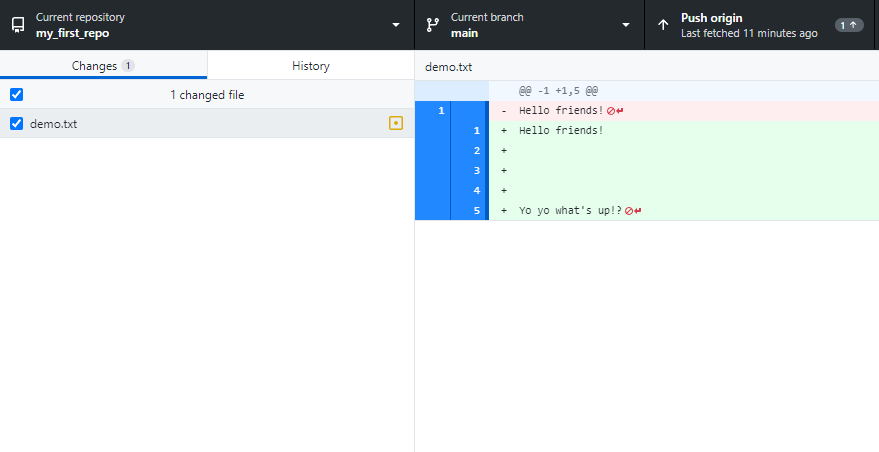 Current repository
my_first_repo
Current branch
main
Push origin
Last fetched 11 minutes ago
1
Changes 1
History
demo.txt
1 changed file
@@ -1 +1,5 @@
demo.txt
1 - Hello friends!
1 + Hello friends!
2 +
3 +
4 +
5 + Yo yo what's up!?